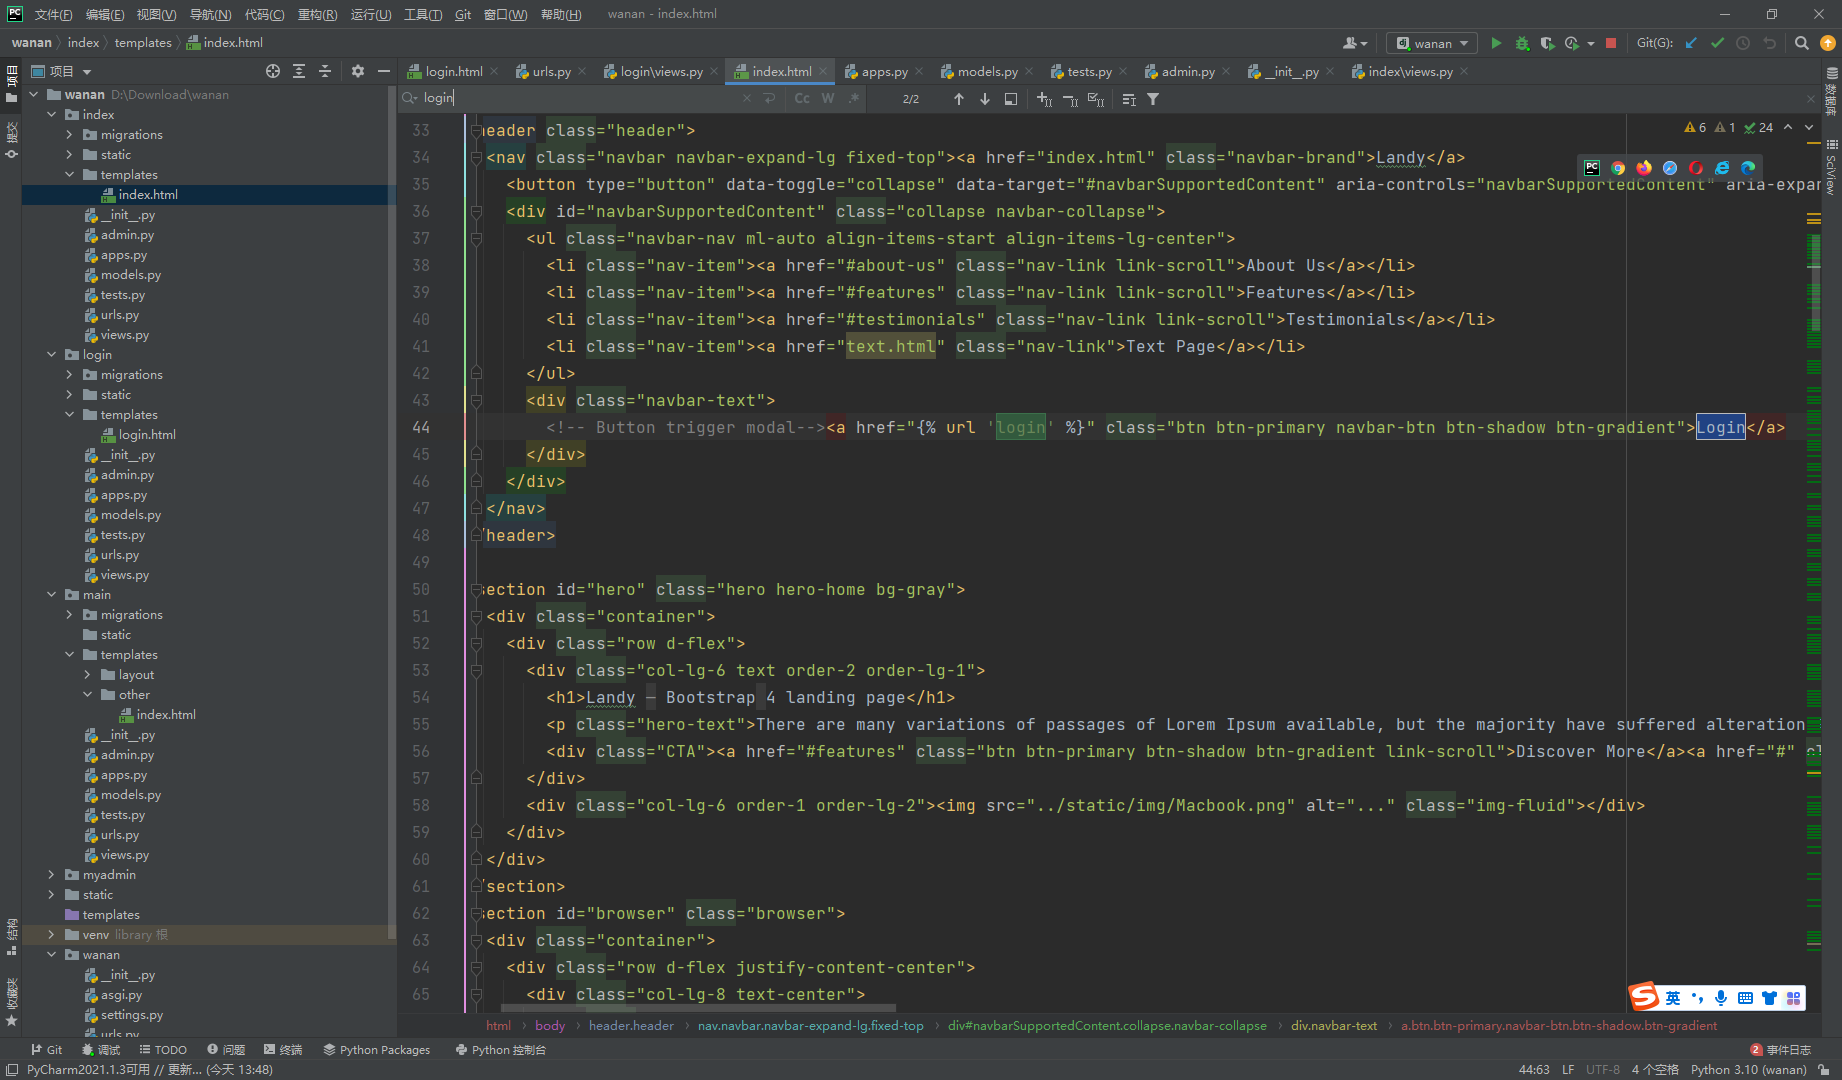 文件(F) 编辑(E) 视图(V) 导航(N) 代码(C) 重构(R) 运行(U) 工具(T) Git 窗口(W) 帮助(H) wanan - index.html
wanan index templates index.html
wanan
Git(G):
项目
login.html urls.py login\views.py index.html apps.py models.py tests.py admin.py __init__.py index\views.py
login
Cc W .* 2/2
6 1 24
项目
提交
结构
收藏夹
数据库
SciView
wanan D:\Download\wanan
index
migrations
static
templates
index.html
__init__.py
admin.py
apps.py
models.py
tests.py
urls.py
views.py
login
migrations
static
templates
login.html
__init__.py
admin.py
apps.py
models.py
tests.py
urls.py
views.py
main
migrations
static
templates
layout
other
index.html
__init__.py
admin.py
apps.py
models.py
tests.py
urls.py
views.py
myadmin
static
templates
venv library 根
wanan
__init__.py
asgi.py
settings.py
urls.py
33 header class="header">
34 <nav class="navbar navbar-expand-lg fixed-top"><a href="index.html" class="navbar-brand">Landy</a>
35 <button type="button" data-toggle="collapse" data-target="#navbarSupportedContent" aria-controls="navbarSupportedContent" aria-expan
36 <div id="navbarSupportedContent" class="collapse navbar-collapse">
37 <ul class="navbar-nav ml-auto align-items-start align-items-lg-center">
38 <li class="nav-item"><a href="#about-us" class="nav-link link-scroll">About Us</a></li>
39 <li class="nav-item"><a href="#features" class="nav-link link-scroll">Features</a></li>
40 <li class="nav-item"><a href="#testimonials" class="nav-link link-scroll">Testimonials</a></li>
41 <li class="nav-item"><a href="text.html" class="nav-link">Text Page</a></li>
42 </ul>
43 <div class="navbar-text">
44 <!-- Button trigger modal--><a href="{% url 'login' %}" class="btn btn-primary navbar-btn btn-shadow btn-gradient">Login</a>
45 </div>
46 </div>
47 </nav>
48 header>
49
50 section id="hero" class="hero hero-home bg-gray">
51 <div class="container">
52 <div class="row d-flex">
53 <div class="col-lg-6 text order-2 order-lg-1">
54 <h1>Landy — Bootstrap 4 landing page</h1>
55 <p class="hero-text">There are many variations of passages of Lorem Ipsum available, but the majority have suffered alteration
56 <div class="CTA"><a href="#features" class="btn btn-primary btn-shadow btn-gradient link-scroll">Discover More</a><a href="#" cl
57 </div>
58 <div class="col-lg-6 order-1 order-lg-2"><img src="../static/img/Macbook.png" alt="..." class="img-fluid"></div>
59 </div>
60 </div>
61 section>
62 section id="browser" class="browser">
63 <div class="container">
64 <div class="row d-flex justify-content-center">
65 <div class="col-lg-8 text-center">
英
html body header.header nav.navbar.navbar-expand-lg.fixed-top div#navbarSupportedContent.collapse.navbar-collapse div.navbar-text a.btn.btn-primary.navbar-btn.btn-shadow.btn-gradient
Git 调试 TODO 问题 终端 Python Packages Python 控制台 2 事件日志
PyCharm2021.1.3可用 // 更新... (今天 13:48) 44:63 LF UTF-8 4 个空格 Python 3.10 (wanan)